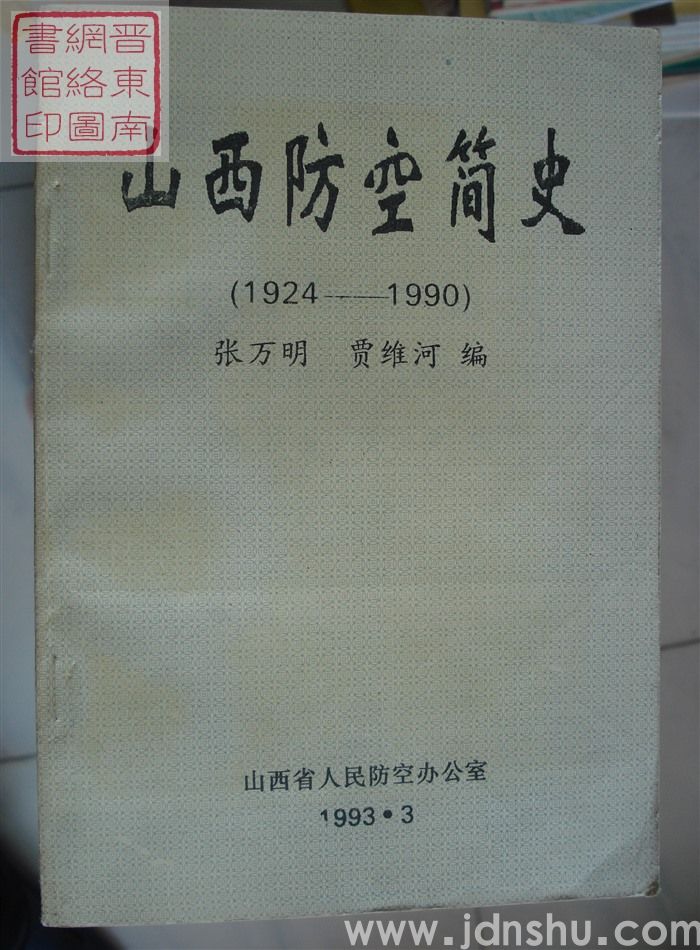 晋東南
網絡圖
書館印
山西防空简史
(1924——1990)
张万明 贾维河 编
山西省人民防空办公室
1993·3
www.jdnshu.com